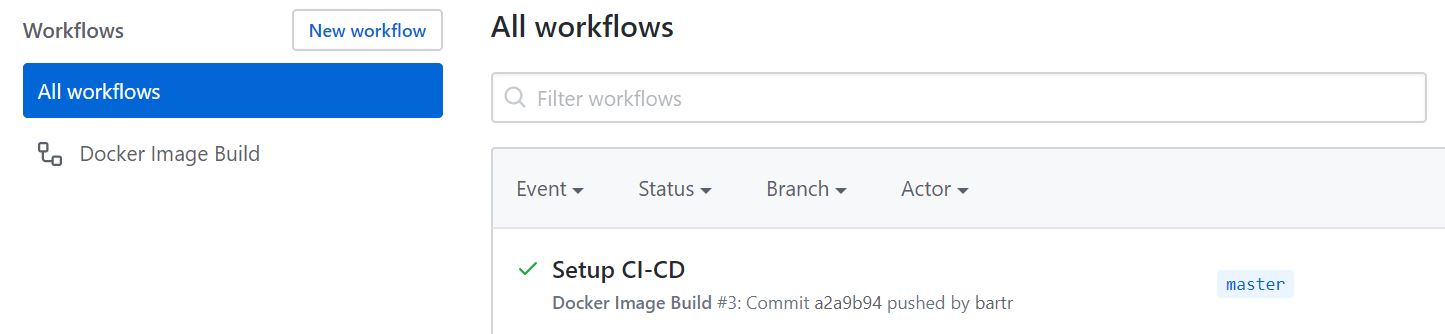 Workflows
New workflow
All workflows
Docker Image Build
All workflows
Filter workflows
Event Status Branch Actor
Setup CI-CD
master
Docker Image Build #3: Commit a2a9b94 pushed by bartr